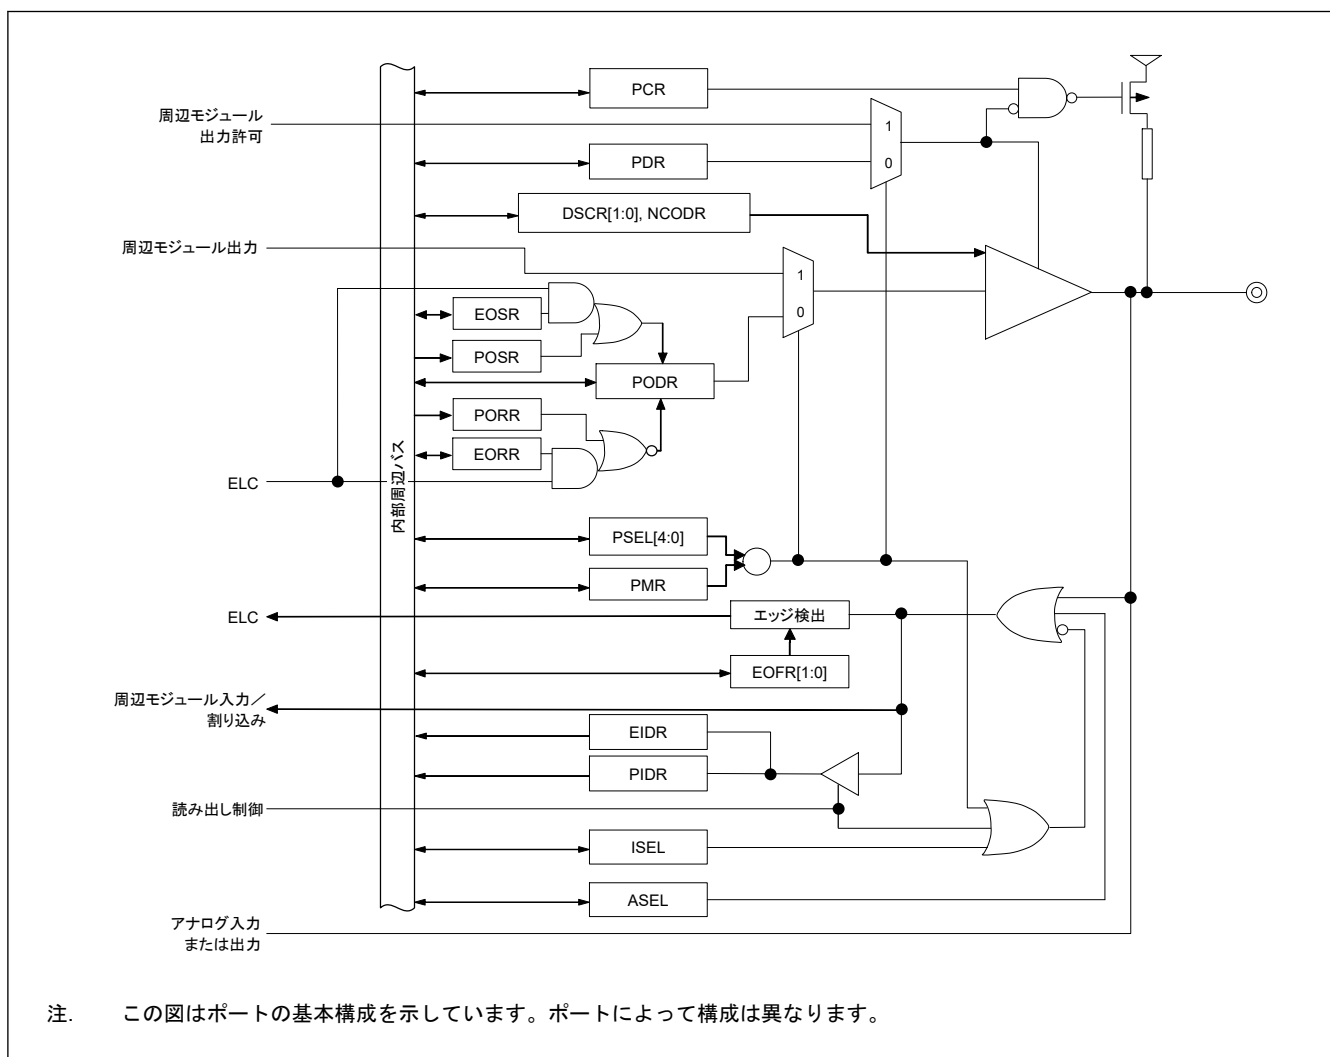 PCR
周辺モジュール
出力許可
1
0
PDR
DSCR[1:0], NCODR
周辺モジュール出力
1
0
EOSR
POSR
PODR
PORR
EORR
ELC
内部周辺バス
PSEL[4:0]
PMR
ELC
エッジ検出
EOFR[1:0]
周辺モジュール入力／
割り込み
EIDR
PIDR
読み出し制御
ISEL
ASEL
アナログ入力
または出力
注. この図はポートの基本構成を示しています。ポートによって構成は異なります。